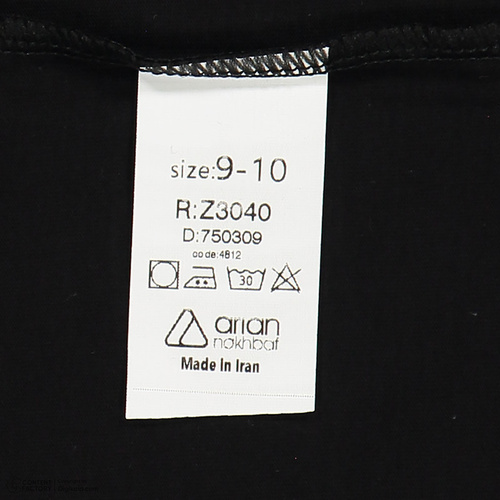 size:9-10
R:Z3040
D:750309
code:4812
30
arian
nakhbaf
Made In Iran